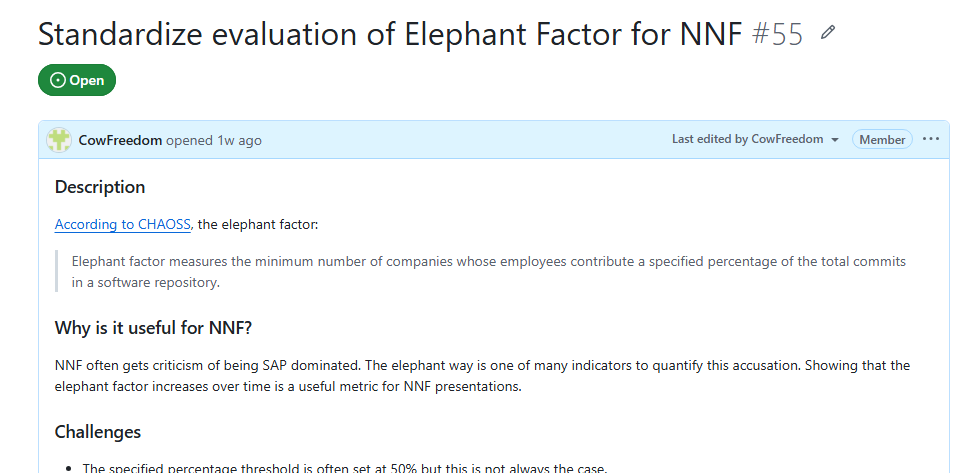 Standardize evaluation of Elephant Factor for NNF #55
Open
CowFreedom opened 1w ago
Last edited by CowFreedom
Member
Description
According to CHAOSS, the elephant factor:
Elephant factor measures the minimum number of companies whose employees contribute a specified percentage of the total commits
in a software repository.
Why is it useful for NNF?
NNF often gets criticism of being SAP dominated. The elephant way is one of many indicators to quantify this accusation. Showing that the
elephant factor increases over time is a useful metric for NNF presentations.
Challenges
• The specified percentage threshold is often set at 50% but this is not always the case.